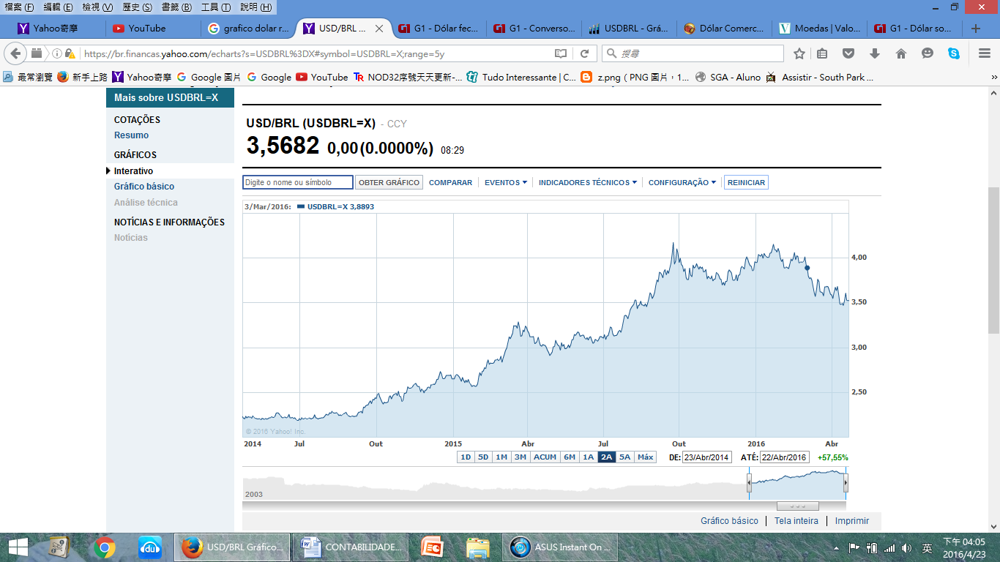 檔案 (F) 編輯 (E) 檢視 (V) 歷史 (S) 書籤 (B) 工具 (T) 說明 (H)
Yahoo奇摩 YouTube grafico dolar r... USD/BRL ... G1 - Dólar fec... G1 - Converso... USDBRL - Grá... Dólar Comerc... Moedas | Valo... G1 - Dólar so...
https://br.financas.yahoo.com/echarts?s=USDBRL%3DX#symbol=USDBRL=X;range=5y 搜尋
最常瀏覽 新手上路 Yahoo奇摩 Google 圖片 Google YouTube NOD32序號天天更新-... Tudo Interessante | C... z.png ( PNG 圖片，1... SGA - Aluno Assistir - South Park ...
Mais sobre USDBRL=X
COTAÇÕES
Resumo
GRÁFICOS
Interativo
Gráfico básico
Análise técnica
NOTÍCIAS E INFORMAÇÕES
Notícias
USD/BRL (USDBRL=X) - CCY
3,5682 0,00(0.0000%) 08:29
Digite o nome ou símbolo OBTER GRÁFICO COMPARAR EVENTOS INDICADORES TÉCNICOS CONFIGURAÇÃO REINICIAR
3/Mar/2016: USDBRL=X 3,8893
4,00
3,50
3,00
2,50
© 2016 Yahoo! Inc.
2014 Jul Out 2015 Abr Jul Out 2016 Abr
1D 5D 1M 3M ACUM 6M 1A 2A 5A Máx DE: 23/Abr/2014 ATÉ: 22/Abr/2016 +57,55%
2003
Gráfico básico Tela inteira Imprimir
USD/BRL Gráfico... CONTABILIDADE... ASUS Instant On ... 英 下午 04:05
2016/4/23